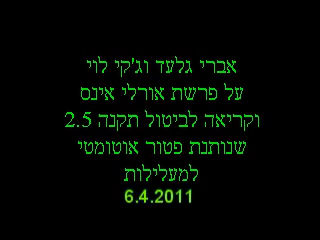 אברי גלעד וג'קי לוי
על פרשת אורלי אינס
וקריאה לביטול תקנה 2.5
שנותנת פטור אוטומטי
למעלילות
6.4.2011